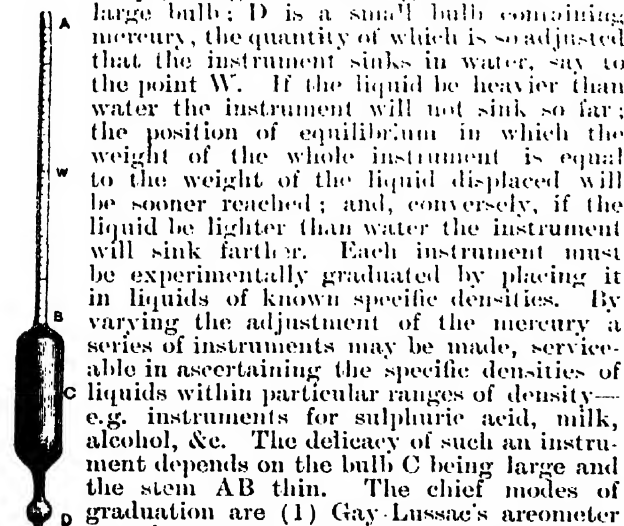 A
large bulb; D is a small bulb containing
mercury, the quantity of which is so adjusted
that the instrument sinks in water, say to
the point W. If the liquid be heavier than
water the instrument will not sink so far;
the position of equilibrium in which the
W
weight of the whole instrument is equal
to the weight of the liquid displaced will
be sooner reached; and, conversely, if the
liquid be lighter than water the instrument
will sink farther. Each instrument must
be experimentally graduated by placing it
in liquids of known specific densities. By
B
varying the adjustment of the mercury a
series of instruments may be made, service-
able in ascertaining the specific densities of
C
liquids within particular ranges of density—
e.g. instruments for sulphuric acid, milk,
alcohol, &c. The delicacy of such an instru-
ment depends on the bulb C being large and
the stem AB thin. The chief modes of
D
graduation are (1) Gay-Lussac's areometer